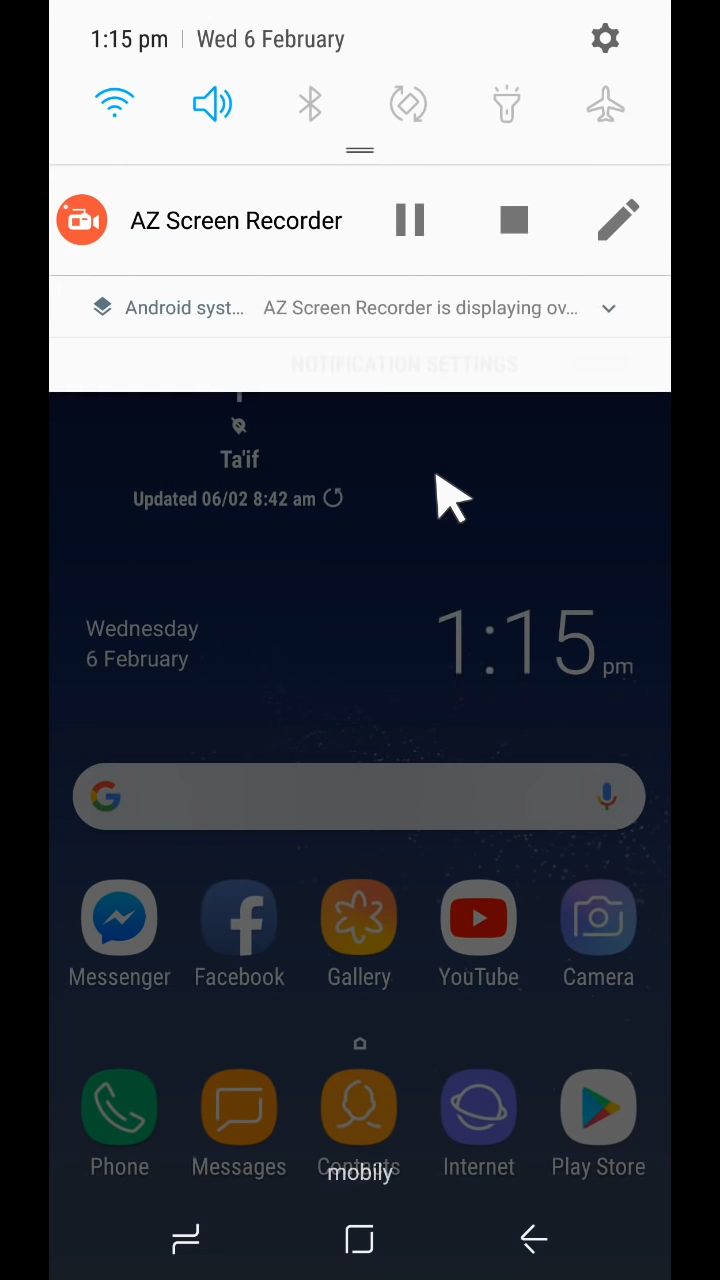 1:15 pm | Wed 6 February
AZ Screen Recorder
Android syst... AZ Screen Recorder is displaying ov...
NOTIFICATION SETTINGS
Ta'if
Updated 06/02 8:42 am
Wednesday
6 February
1:15 pm
Messenger Facebook Gallery YouTube Camera
Phone Messages Contacts Internet Play Store
mobily